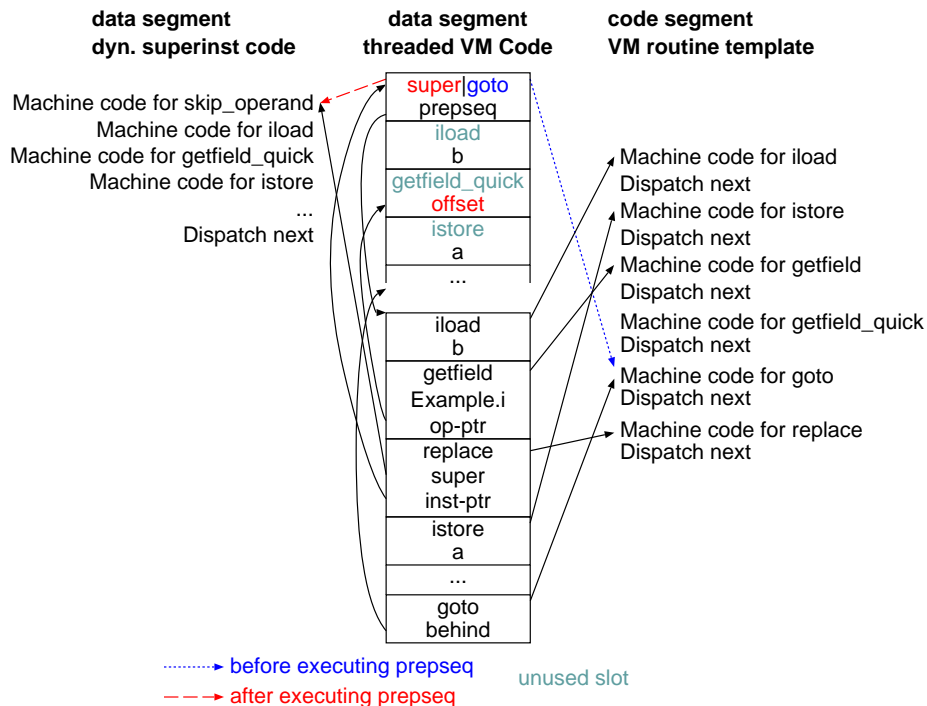 data segment
dyn. superinst code
data segment
threaded VM Code
code segment
VM routine template
Machine code for skip_operand
Machine code for iload
Machine code for getfield_quick
Machine code for istore
...
Dispatch next
super|goto
prepseq
iload
b
getfield_quick
offset
istore
a
...
iload
b
getfield
Example.i
op-ptr
replace
super
inst-ptr
istore
a
...
goto
behind
Machine code for iload
Dispatch next
Machine code for istore
Dispatch next
Machine code for getfield
Dispatch next
Machine code for getfield_quick
Dispatch next
Machine code for goto
Dispatch next
Machine code for replace
Dispatch next
before executing prepseq
after executing prepseq
unused slot